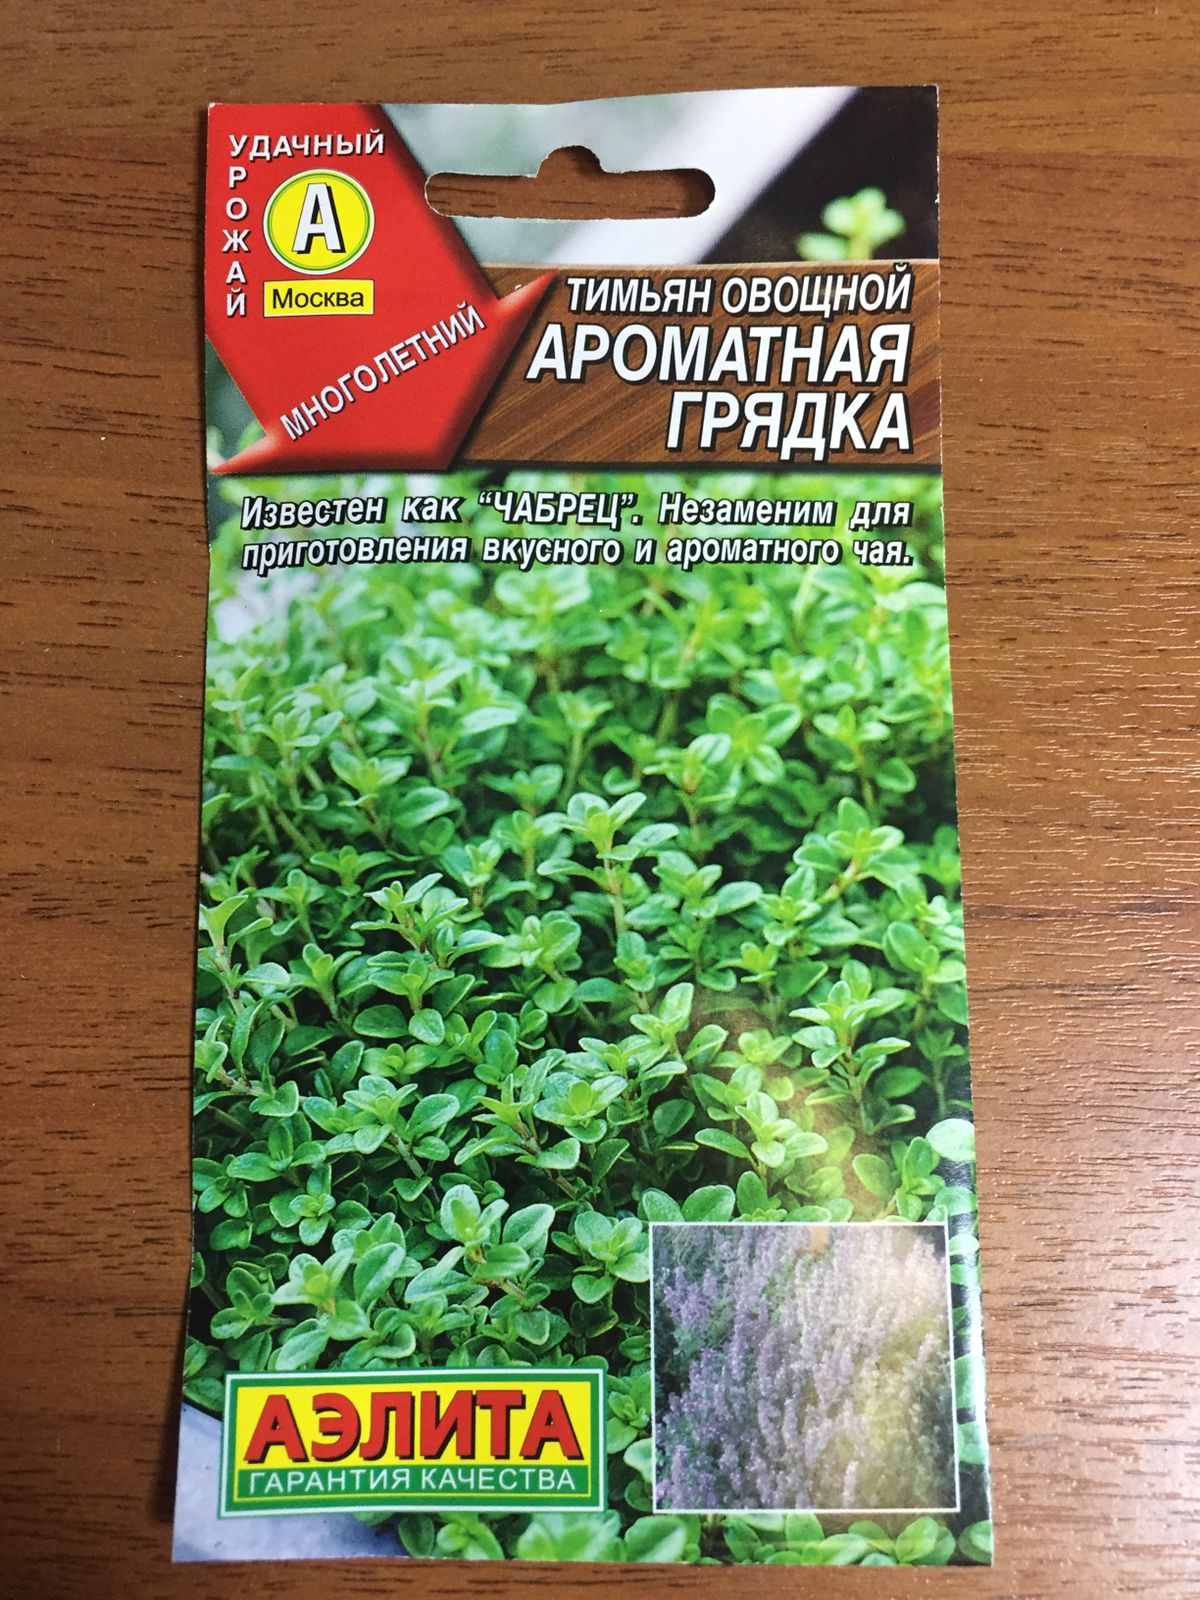 УДАЧНЫЙ
УРОЖАЙ
А
Москва
МНОГОЛЕТНИЙ
ТИМЬЯН ОВОЩНОЙ
АРОМАТНАЯ
ГРЯДКА
Известен как “ЧАБРЕЦ”. Незаменим для
приготовления вкусного и ароматного чая.
АЭЛИТА
ГАРАНТИЯ КАЧЕСТВА